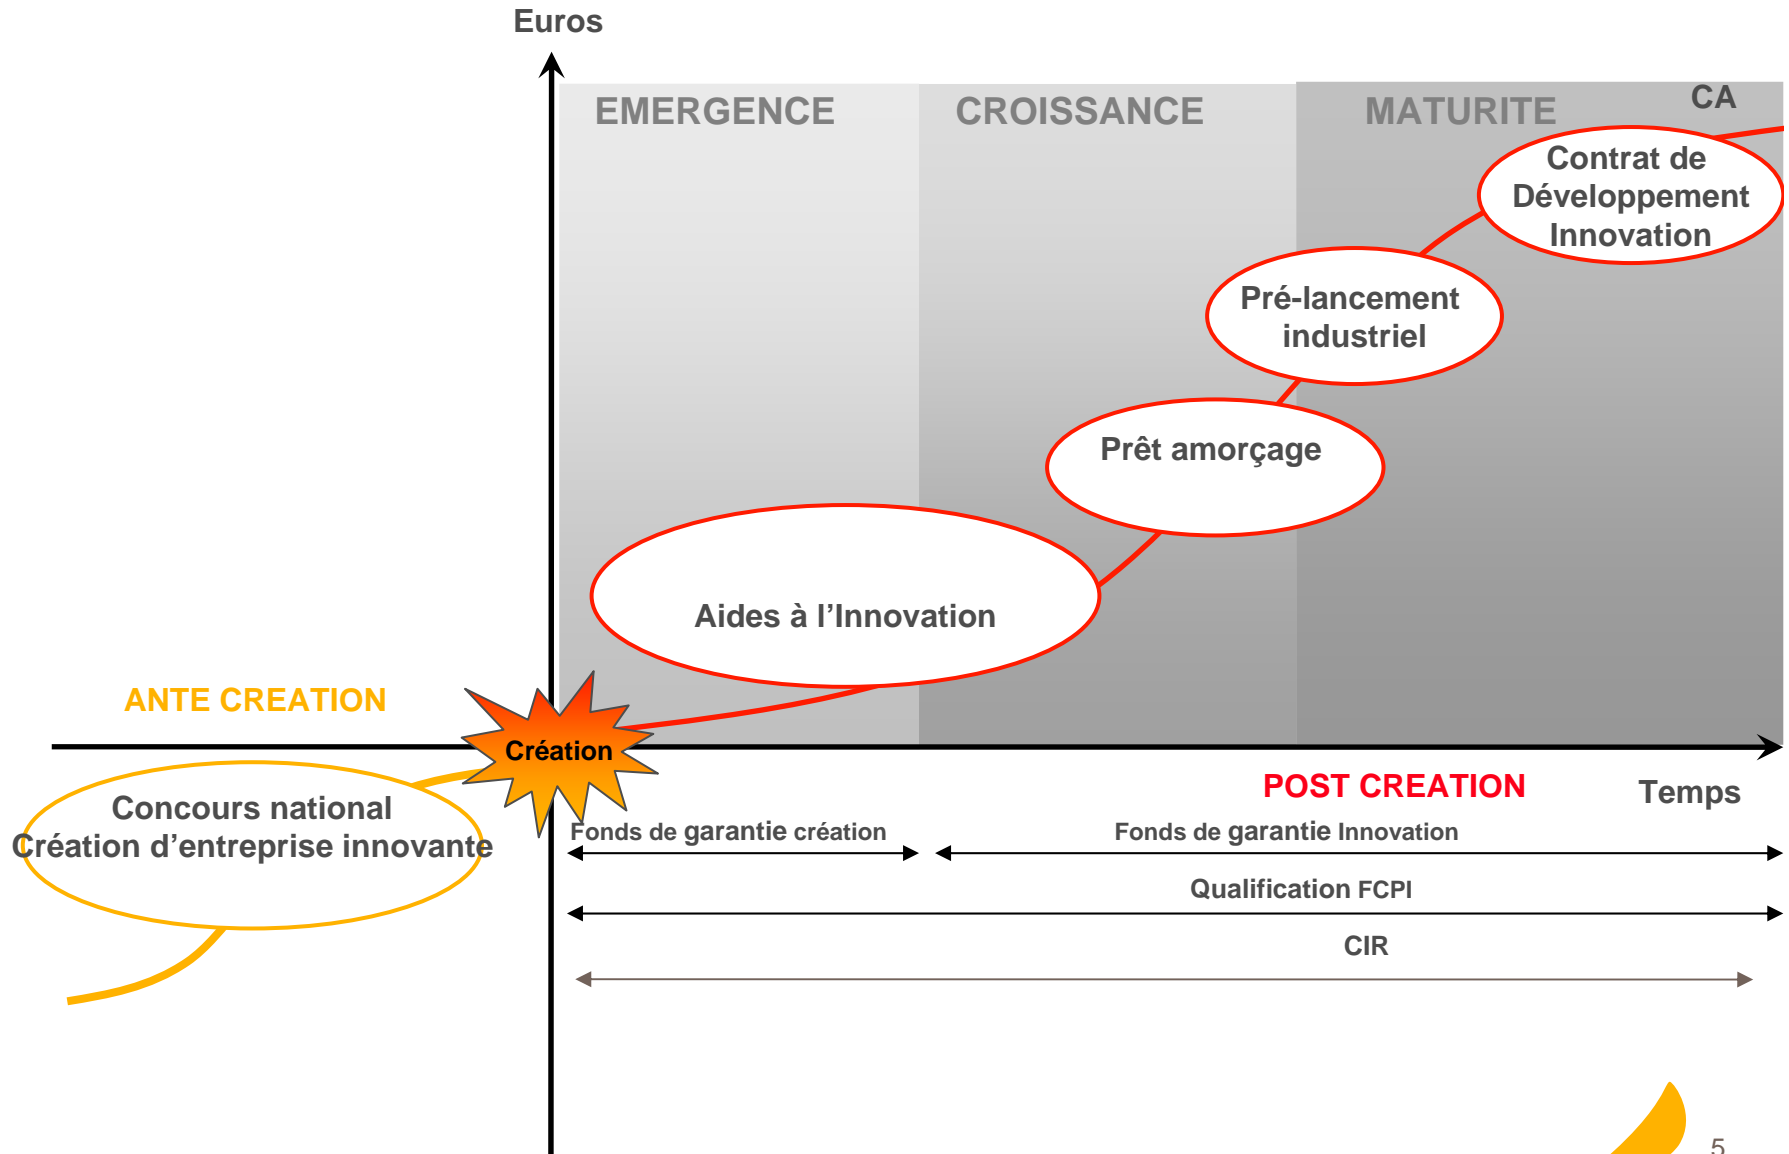 Euros
EMERGENCE
CROISSANCE
MATURITE
CA
Contrat de
Développement
Innovation
Pré-lancement
industriel
Prêt amorçage
Aides à l’Innovation
ANTE CREATION
Création
POST CREATION
Temps
Concours national
Création d’entreprise innovante
Fonds de garantie création
Fonds de garantie Innovation
Qualification FCPI
CIR
5